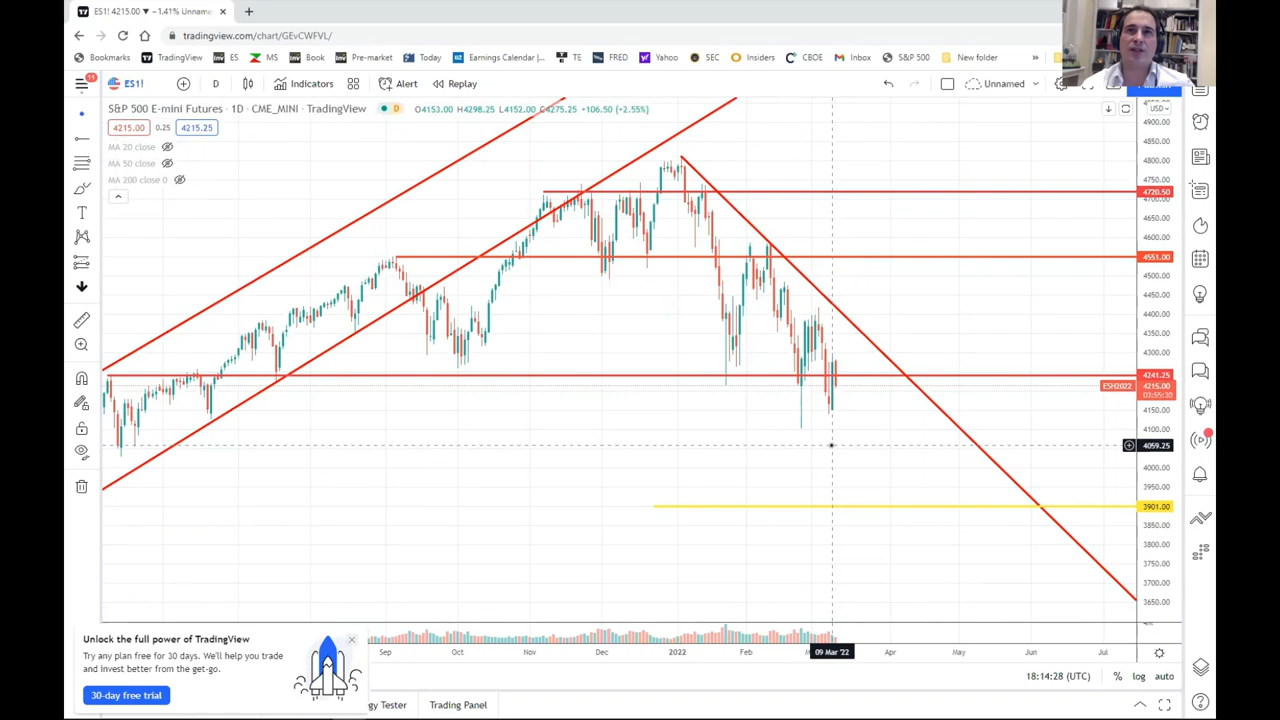 ES1! 4215.00 ▼ −1.41% Unname
tradingview.com/chart/GEvCWFVL/
Bookmarks TradingView ES MS Book Pre-market Today Earnings Calendar (... TE FRED Yahoo SEC Insiders CBOE Inbox S&P 500 New folder »
11
ES1! D Indicators Alert Replay Unnamed
S&P 500 E-mini Futures · 1D · CME_MINI · TradingView D O4153.00 H4298.25 L4152.00 C4275.25 +106.50 (+2.55%)
USD
4215.00 0.25 4215.25
MA 20 close
MA 50 close
MA 200 close 0
4900.00
4800.00
4750.00
4720.50
4700.00
4650.00
4600.00
4551.00
4500.00
4450.00
4400.00
4350.00
4300.00
4241.25
ESH2022 4215.00
03:55:30
4150.00
4100.00
4059.25
4000.00
3950.00
3901.00
3850.00
3800.00
3750.00
3700.00
3650.00
Sep Oct Nov Dec 2022 Feb 09 Mar '22 Apr May Jun Jul
Unlock the full power of TradingView
Try any plan free for 30 days. We'll help you trade
and invest better from the get-go.
30-day free trial
18:14:28 (UTC) % log auto
gy Tester Trading Panel